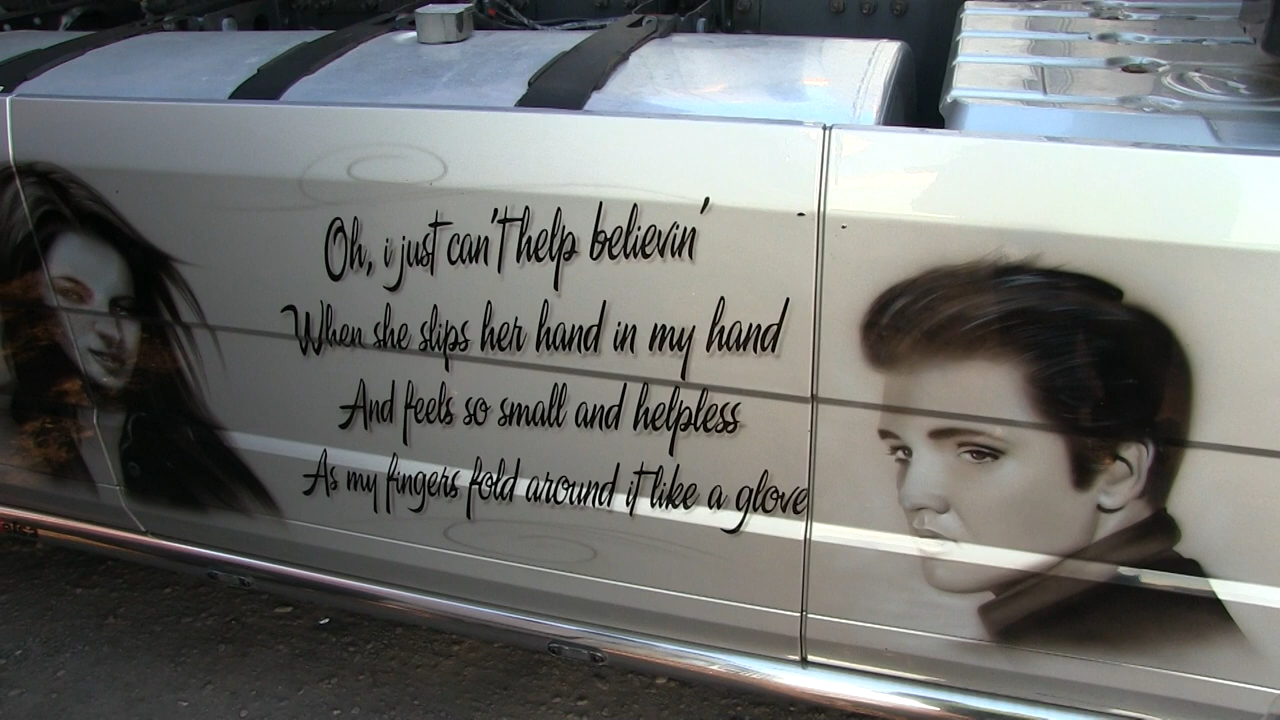 Oh, i just can't help believin'
When she slips her hand in my hand
And feels so small and helpless
As my fingers fold around it like a glove